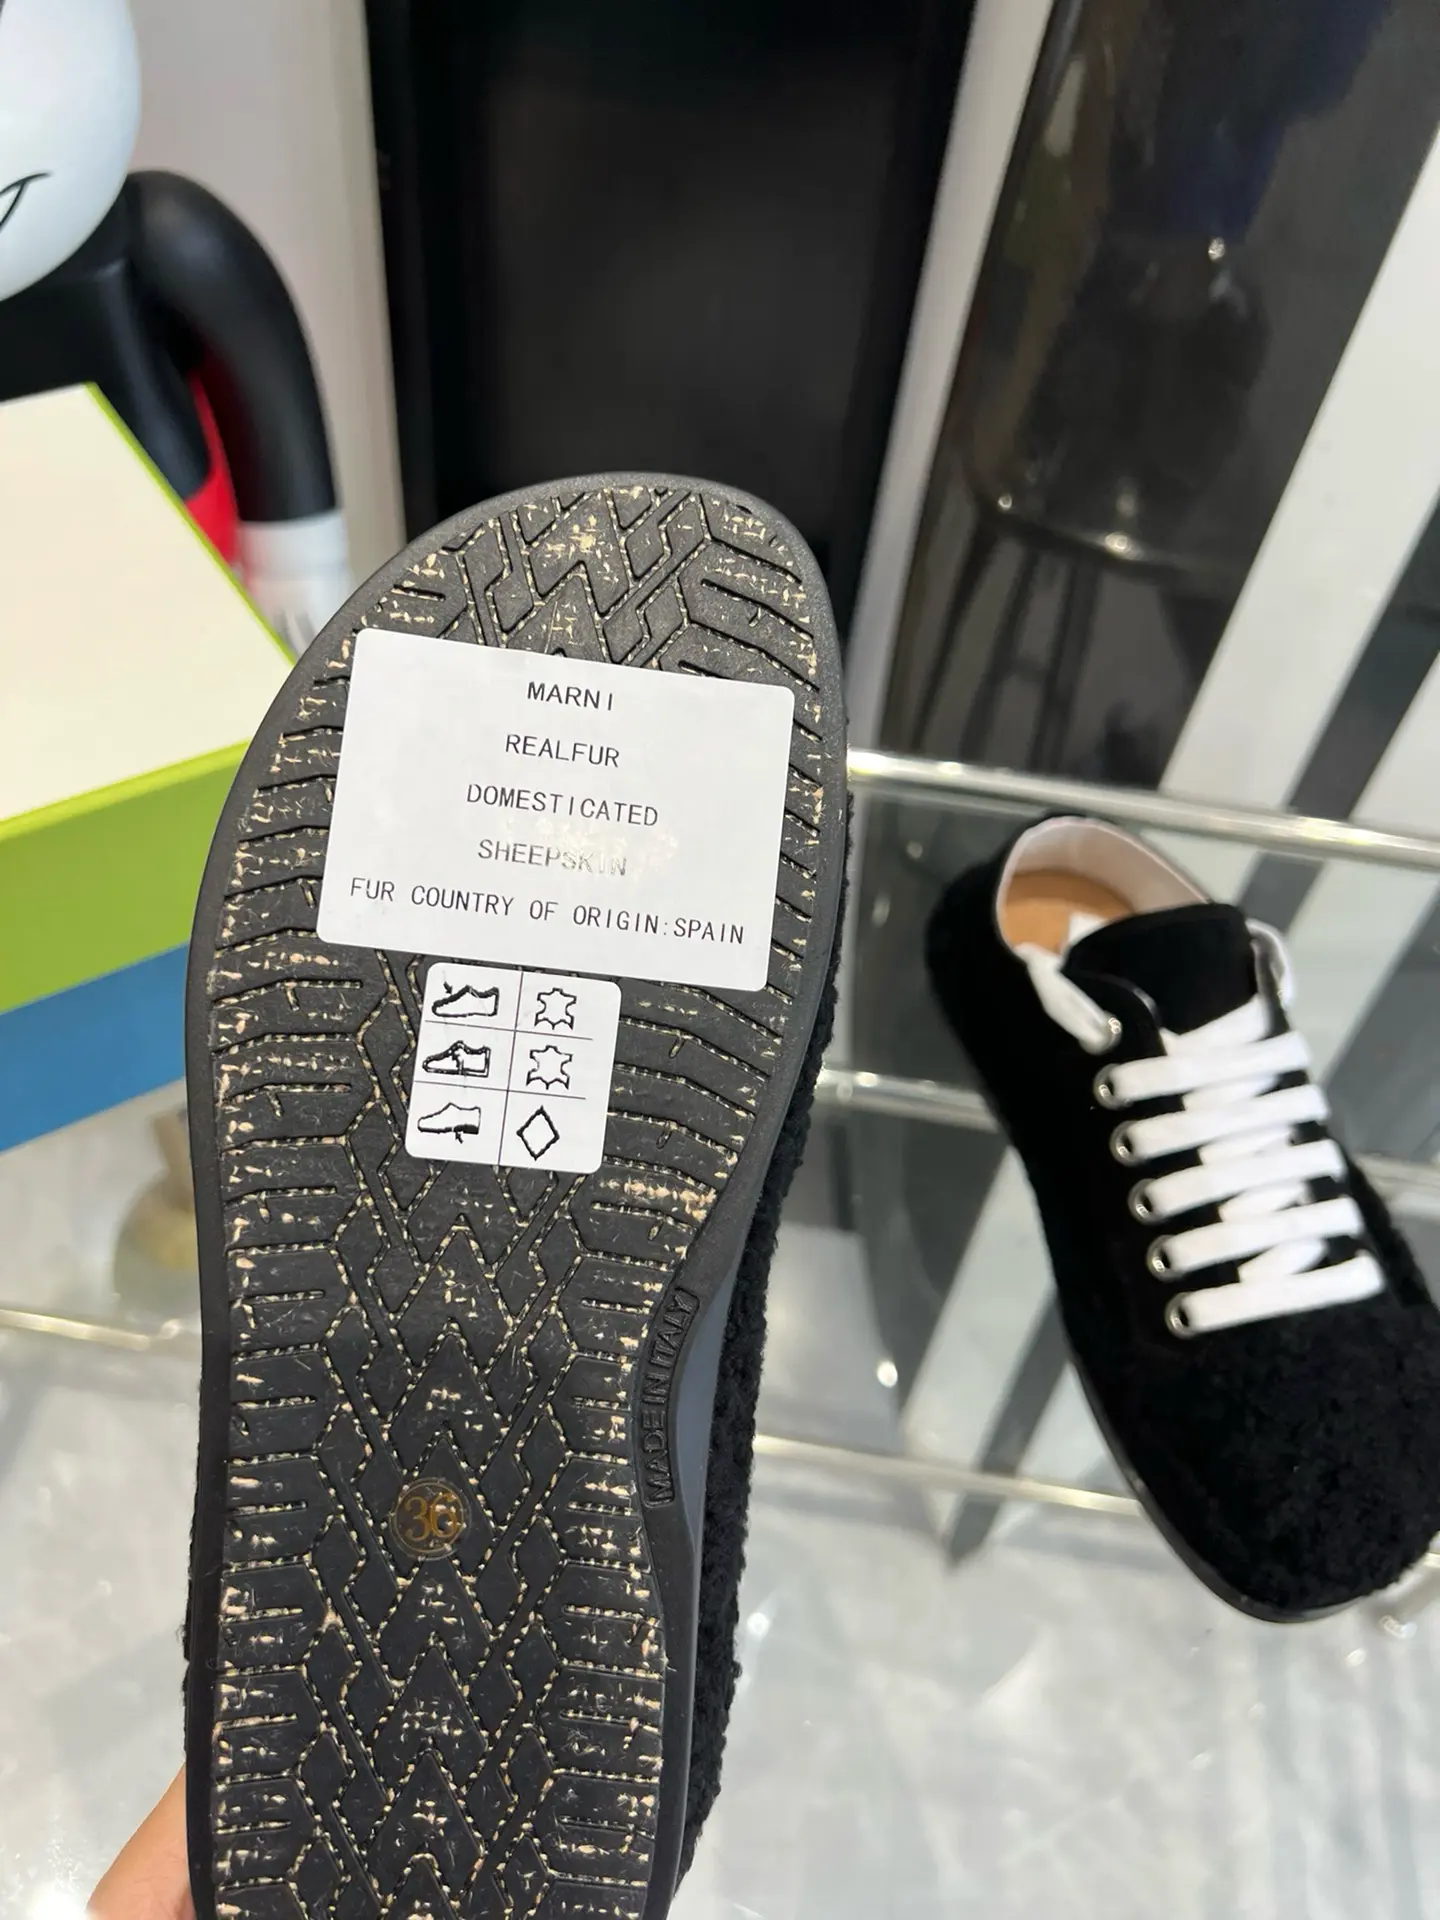 MARNI
REALFUR
DOMESTICATED
SHEEPSKIN
FUR COUNTRY OF ORIGIN:SPAIN
MADE IN ITALY
36